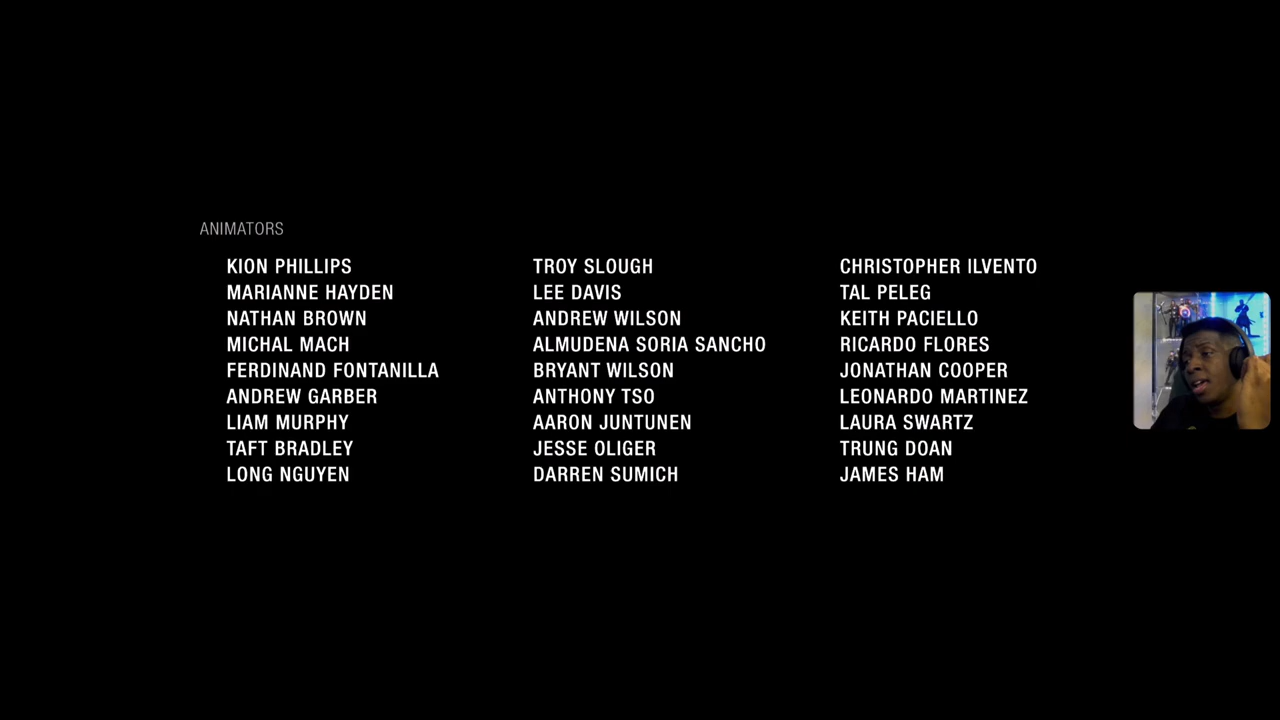 ANIMATORS
KION PHILLIPS
MARIANNE HAYDEN
NATHAN BROWN
MICHAL MACH
FERDINAND FONTANILLA
ANDREW GARBER
LIAM MURPHY
TAFT BRADLEY
LONG NGUYEN
TROY SLOUGH
LEE DAVIS
ANDREW WILSON
ALMUDENA SORIA SANCHO
BRYANT WILSON
ANTHONY TSO
AARON JUNTUNEN
JESSE OLIGER
DARREN SUMICH
CHRISTOPHER ILVENTO
TAL PELEG
KEITH PACIELLO
RICARDO FLORES
JONATHAN COOPER
LEONARDO MARTINEZ
LAURA SWARTZ
TRUNG DOAN
JAMES HAM